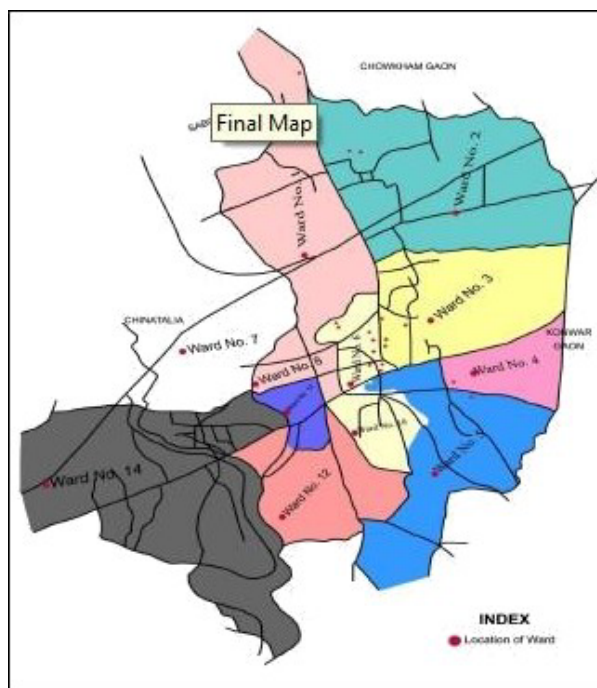 CHOWKHAM GAON
Final Map
Ward No. 2
Ward No. 1
Ward No. 3
CHINATALIA
KONWAR
GAON
Ward No. 7
Ward No. 4
Ward No. 6
Ward No. 14
Ward No. 12
INDEX
Location of Ward